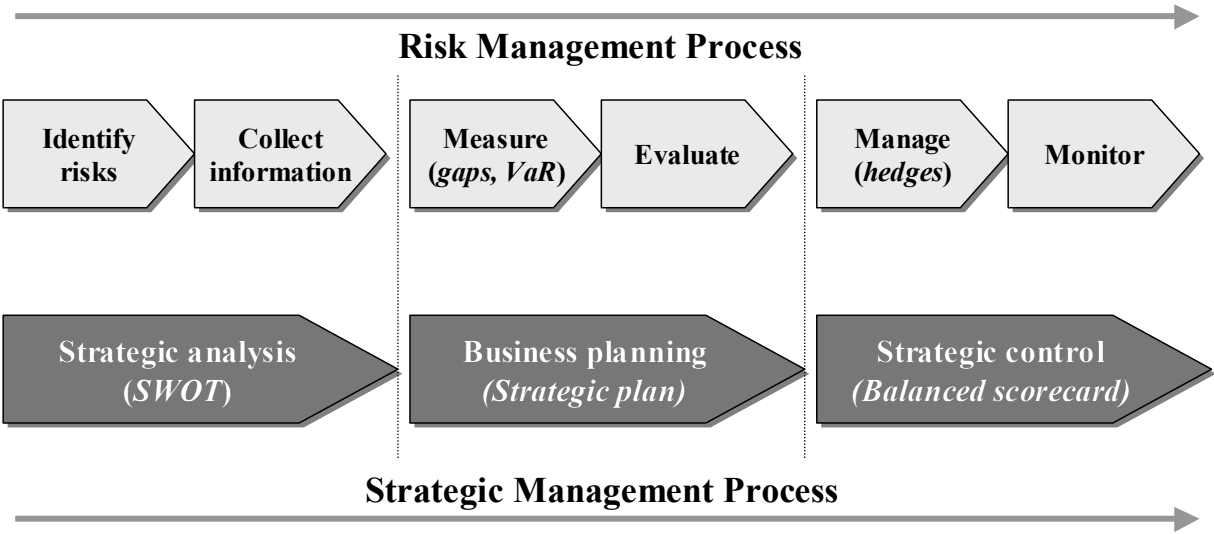 Risk Management Process
Identify
risks
Collect
information
Measure
(gaps, VaR)
Evaluate
Manage
(hedges)
Monitor
Strategic analysis
(SWOT)
Business planning
(Strategic plan)
Strategic control
(Balanced scorecard)
Strategic Management Process